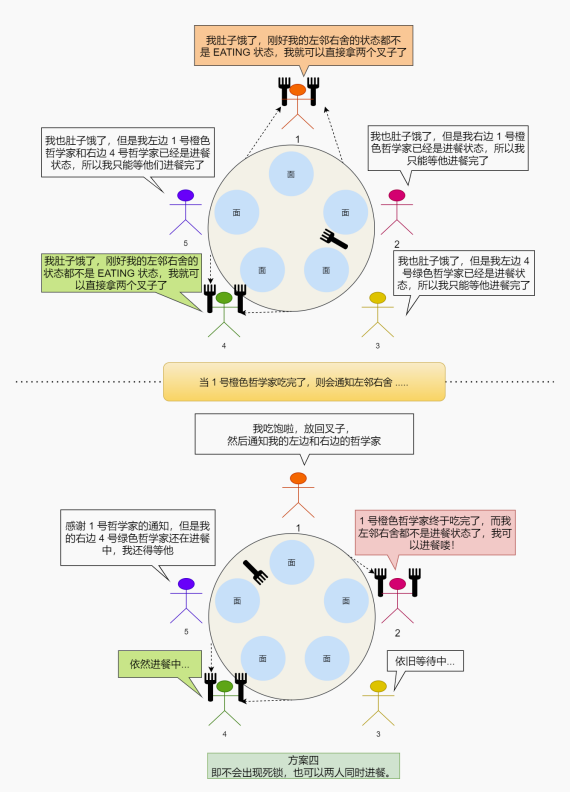 我肚子饿了，刚好我的左邻右舍的状态都不
是 EATING 状态，我就可以直接拿两个叉子了
1
我也肚子饿了，但是我左边 1 号橙色
哲学家和右边 4 号哲学家已经是进餐
状态，所以我只能等他们进餐完了
我也肚子饿了，但是我右边 1 号橙
色哲学家已经是进餐状态，所以我
只能等他进餐完了
面
面
面
面
面
5
2
我肚子饿了，刚好我的左邻右舍的
状态都不是 EATING 状态，我就可
以直接拿两个叉子了
我也肚子饿了，但是我左边 4
号绿色哲学家已经是进餐状
态，所以我只能等他进餐完了
4
3
当 1 号橙色哲学家吃完了，则会通知左邻右舍 .....
我吃饱啦，放回叉子，
然后通知我的左边和右边的哲学家
1
感谢 1 号哲学家的通知，但是我
的右边 4 号绿色哲学家还在进餐
中，我还得等他
1 号橙色哲学家终于吃完了，而我
左邻右舍都不是进餐状态了，我可
以进餐喽！
面
面
面
面
面
5
2
依然进餐中...
依旧等待中...
4
3
方案四
即不会出现死锁，也可以两人同时进餐。